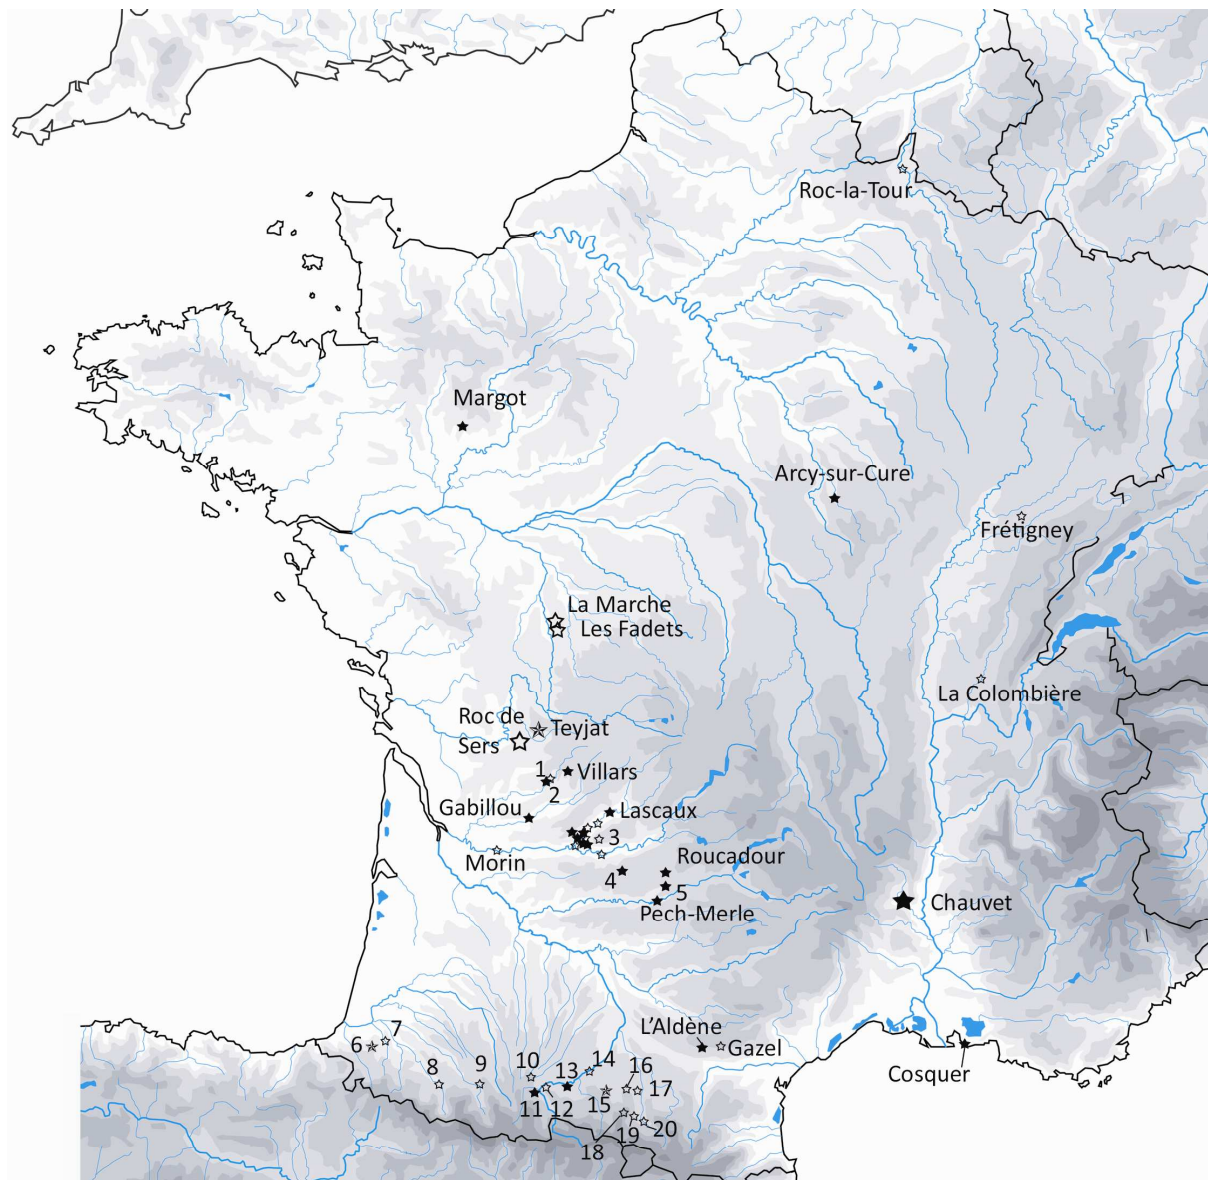 Roc-la-Tour
Margot
Arcy-sur-Cure
Frétigney
La Marche
Les Fadets
La Colombière
Roc de
Sers
Teyjat
1
Villars
2
Gabillou
Lascaux
3
Morin
Roucadour
4
5
Pech-Merle
Chauvet
L'Aldène
Gazel
Cosquer
6
7
8
9
10
11
12
13
14
15
16
17
18
19
20